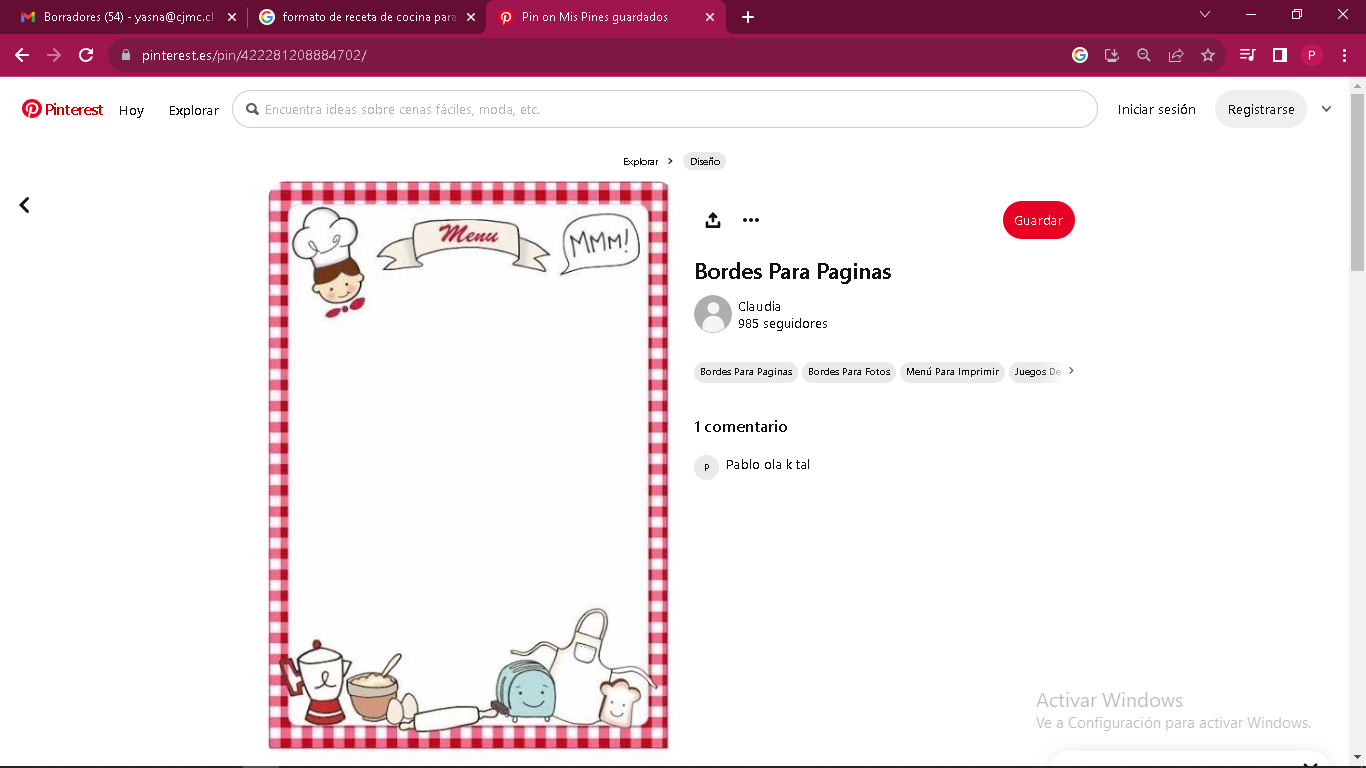 Borradores (54) - yasna@cjmc.cl
formato de receta de cocina para
Pin on Mis Pines guardados
pinterest.es/pin/422281208884702/
P
Pinterest
Hoy
Explorar
Encuentra ideas sobre cenas fáciles, moda, etc.
Iniciar sesión
Registrarse
Explorar
Diseño
Menu
MMM!
Guardar
Bordes Para Paginas
Claudia
985 seguidores
Bordes Para Paginas
Bordes Para Fotos
Menú Para Imprimir
Juegos De
1 comentario
P
Pablo ola k tal
Activar Windows
Ve a Configuración para activar Windows.